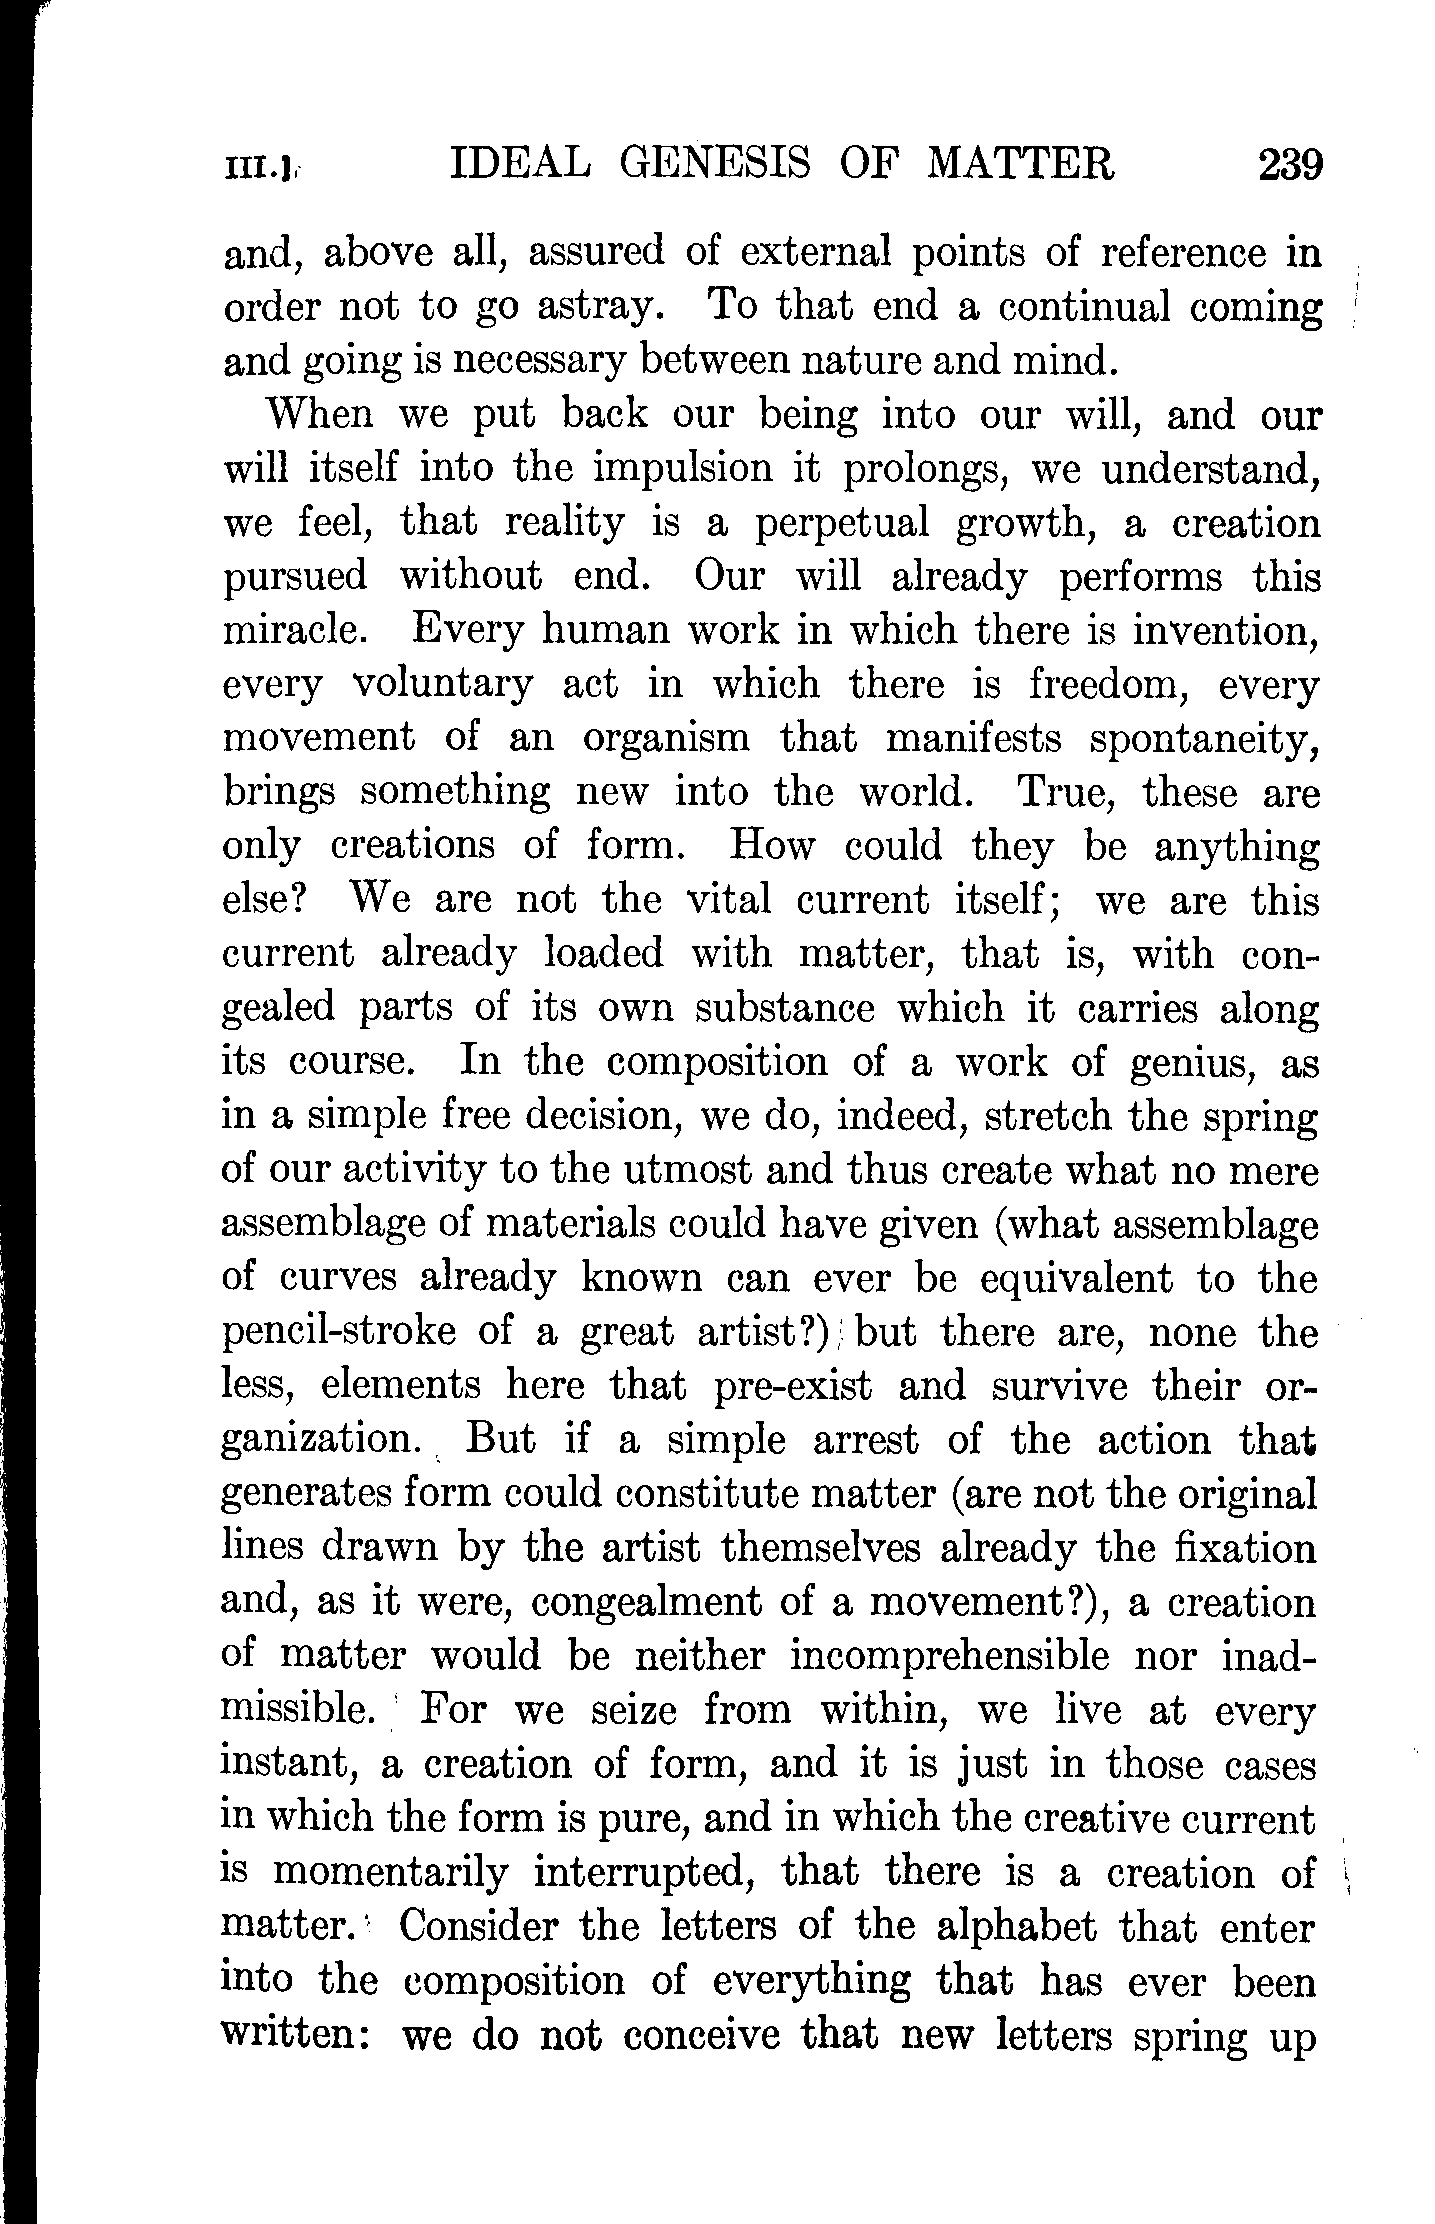 III.] IDEAL GENESIS OF MATTER 239
and, above all, assured of external points of reference in
order not to go astray. To that end a continual coming
and going is necessary between nature and mind.
When we put back our being into our will, and our
will itself into the impulsion it prolongs, we understand,
we feel, that reality is a perpetual growth, a creation
pursued without end. Our will already performs this
miracle. Every human work in which there is invention,
every voluntary act in which there is freedom, every
movement of an organism that manifests spontaneity,
brings something new into the world. True, these are
only creations of form. How could they be anything
else? We are not the vital current itself; we are this
current already loaded with matter, that is, with con-
gealed parts of its own substance which it carries along
its course. In the composition of a work of genius, as
in a simple free decision, we do, indeed, stretch the spring
of our activity to the utmost and thus create what no mere
assemblage of materials could have given (what assemblage
of curves already known can ever be equivalent to the
pencil-stroke of a great artist?); but there are, none the
less, elements here that pre-exist and survive their or-
ganization. But if a simple arrest of the action that
generates form could constitute matter (are not the original
lines drawn by the artist themselves already the fixation
and, as it were, congealment of a movement?), a creation
of matter would be neither incomprehensible nor inad-
missible. For we seize from within, we live at every
instant, a creation of form, and it is just in those cases
in which the form is pure, and in which the creative current
is momentarily interrupted, that there is a creation of
matter. Consider the letters of the alphabet that enter
into the composition of everything that has ever been
written: we do not conceive that new letters spring up